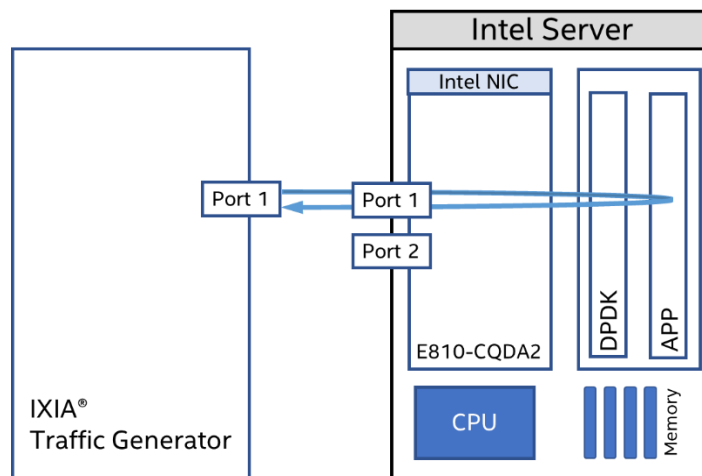 Intel Server
Intel NIC
Port 1
Port 1
Port 2
E810-CQDA2
DPDK
APP
IXIA®
Traffic Generator
CPU
Memory